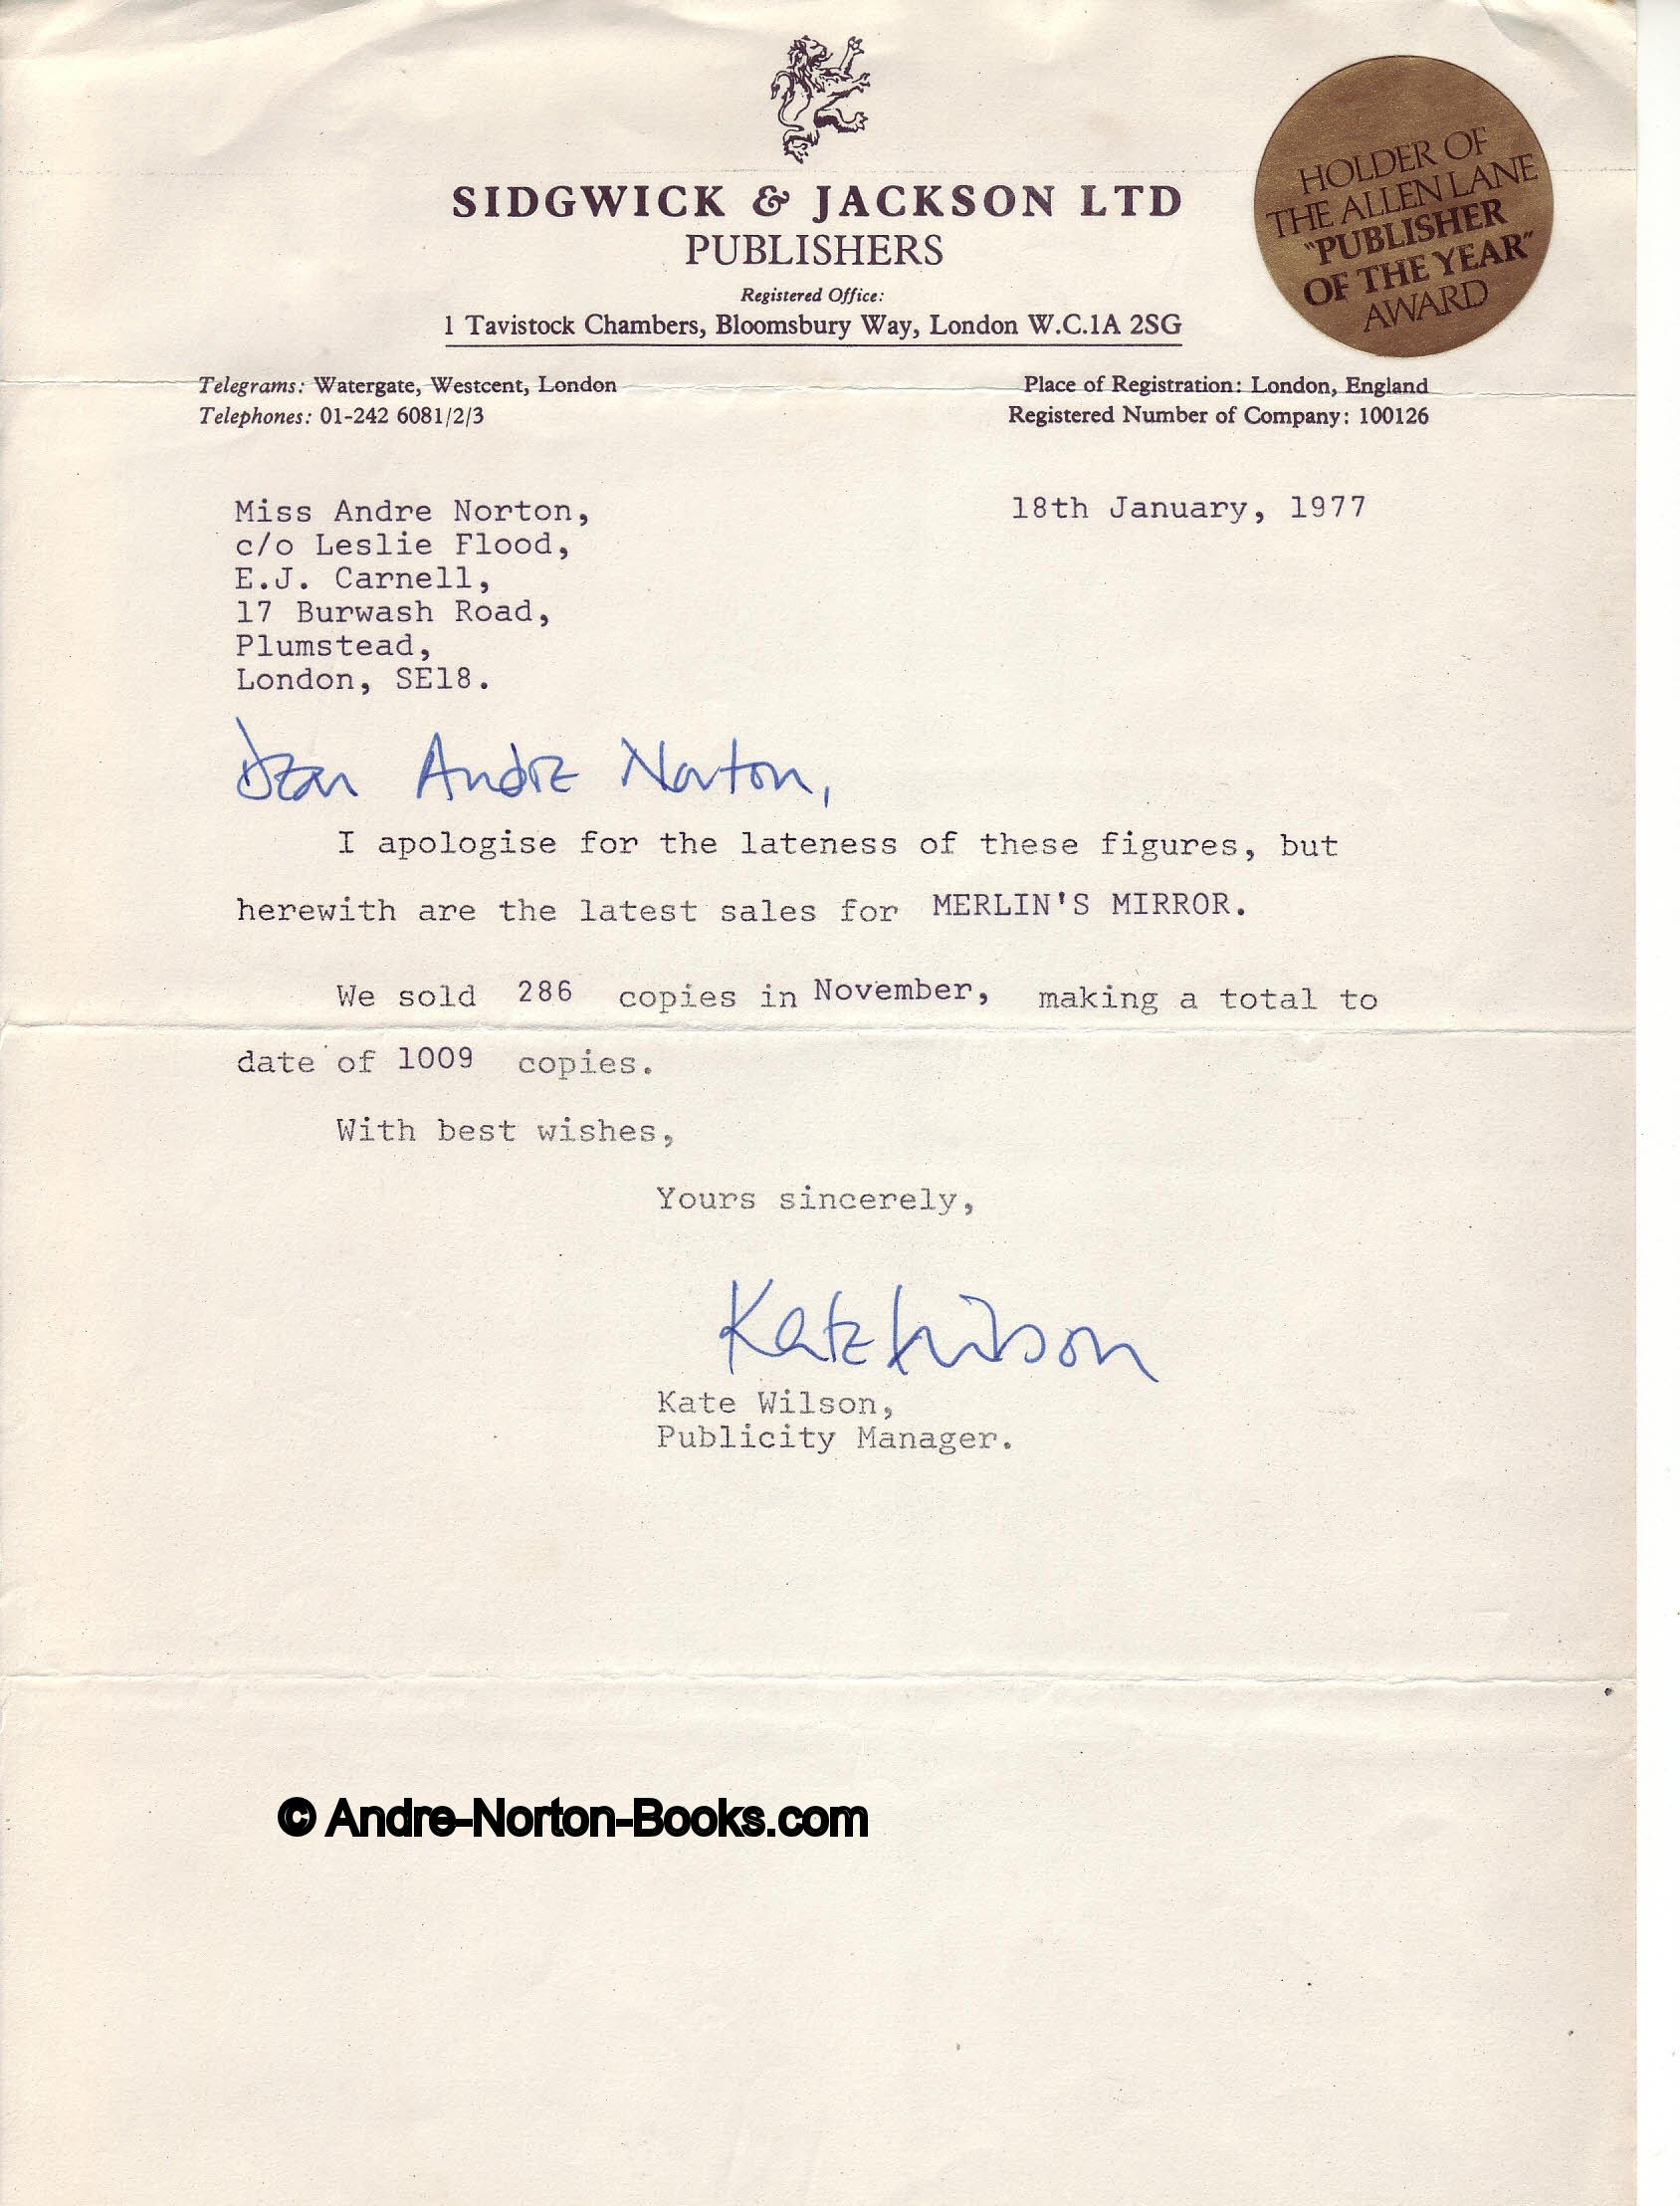 SIDGWICK & JACKSON LTD
PUBLISHERS
Registered Office:
1 Tavistock Chambers, Bloomsbury Way, London W.C.1A 2SG
HOLDER OF
THE ALLEN LANE
"PUBLISHER
OF THE YEAR"
AWARD
Telegrams: Watergate, Westcent, London
Telephones: 01-242 6081/2/3
Place of Registration: London, England
Registered Number of Company: 100126
18th January, 1977
Miss Andre Norton,
c/o Leslie Flood,
E.J. Carnell,
17 Burwash Road,
Plumstead,
London, SE18.
Dear Andre Norton,
I apologise for the lateness of these figures, but
herewith are the latest sales for MERLIN'S MIRROR.
We sold 286 copies in November, making a total to
date of 1009 copies.
With best wishes,
Yours sincerely,
Kate Wilson
Kate Wilson,
Publicity Manager.
© Andre-Norton-Books.com